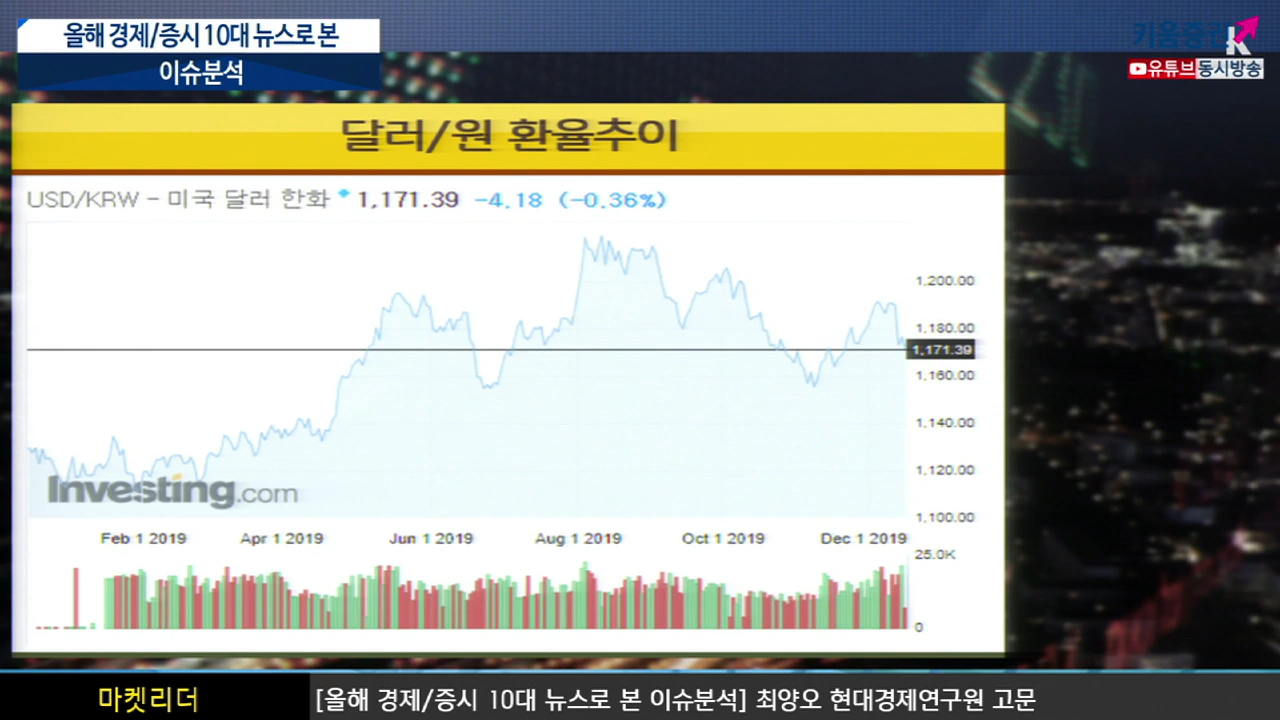 올해 경제/증시 10대 뉴스로 본
이슈분석
키움증권
유튜브동시방송
달러/원 환율추이
USD/KRW - 미국 달러 한화 1,171.39 -4.18 (-0.36%)
1,200.00
1,180.00
1,171.39
1,160.00
1,140.00
1,120.00
1,100.00
Investing.com
Feb 1 2019 Apr 1 2019 Jun 1 2019 Aug 1 2019 Oct 1 2019 Dec 1 2019
25.0K
0
마켓리더 [올해 경제/증시 10대 뉴스로 본 이슈분석] 최양오 현대경제연구원 고문